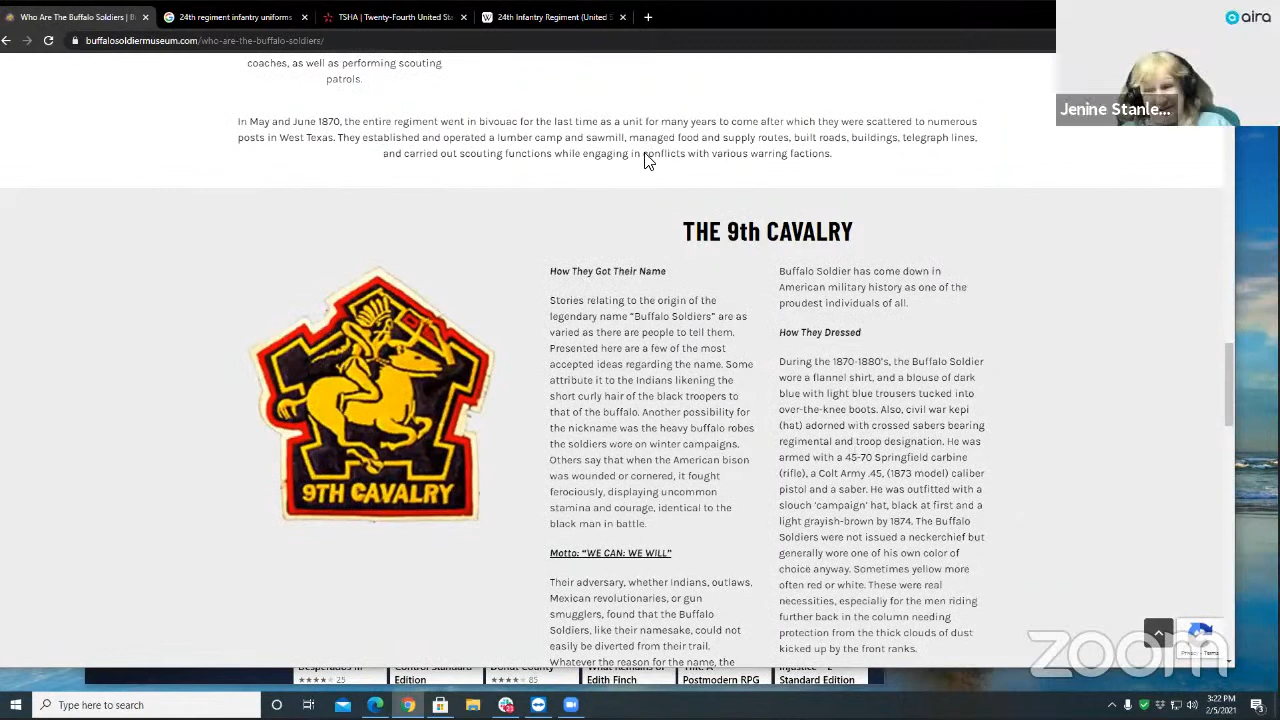 Who Are The Buffalo Soldiers | Bu
24th regiment infantry uniforms
TSHA | Twenty-Fourth United Sta
24th Infantry Regiment (United S
aira
buffalosoldiermuseum.com/who-are-the-buffalo-soldiers/
Jenine Stanle...
coaches, as well as performing scouting
patrols.
In May and June 1870, the entire regiment went in bivouac for the last time as a unit for many years to come after which they were scattered to numerous
posts in West Texas. They established and operated a lumber camp and sawmill, managed food and supply routes, built roads, buildings, telegraph lines,
and carried out scouting functions while engaging in conflicts with various warring factions.
THE 9th CAVALRY
9TH CAVALRY
How They Got Their Name
Stories relating to the origin of the
legendary name “Buffalo Soldiers” are as
varied as there are people to tell them.
Presented here are a few of the most
accepted ideas regarding the name. Some
attribute it to the Indians likening the
short curly hair of the black troopers to
that of the buffalo. Another possibility for
the nickname was the heavy buffalo robes
the soldiers wore on winter campaigns.
Others say that when the American bison
was wounded or cornered, it fought
ferociously, displaying uncommon
stamina and courage, identical to the
black man in battle.
Motto: “WE CAN; WE WILL”
Their adversary, whether Indians, outlaws,
Mexican revolutionaries, or gun
smugglers, found that the Buffalo
Soldiers, like their namesake, could not
easily be diverted from their trail.
Whatever the reason for the name, the
Buffalo Soldier has come down in
American military history as one of the
proudest individuals of all.
How They Dressed
During the 1870-1880’s, the Buffalo Soldier
wore a flannel shirt, and a blouse of dark
blue with light blue trousers tucked into
over-the-knee boots. Also, civil war kepi
(hat) adorned with crossed sabers bearing
regimental and troop designation. He was
armed with a 45-70 Springfield carbine
(rifle), a Colt Army .45, (1873 model) caliber
pistol and a saber. He was outfitted with a
slouch ‘campaign’ hat, black at first and a
light grayish-brown by 1874. The Buffalo
Soldiers were not issued a neckerchief but
generally wore one of his own color of
choice anyway. Sometimes yellow more
often red or white. These were real
necessities, especially for the men riding
further back in the column needing
protection from the thick clouds of dust
kicked up by the front ranks.
Privacy - Terms
zoom
Desperados III
25
Control Standard
Edition
Donut County
85
What Remains of
Edith Finch
Postmodern RPG
Injustice™ 2
Standard Edition
Type here to search
3:22 PM
2/5/2021